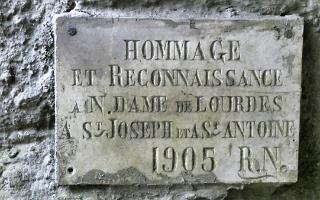 HOMMAGE
ET RECONNAISSANCE
A N. DAME DE LOURDES
A St. JOSEPH ET A St. ANTOINE
1905 R.N.